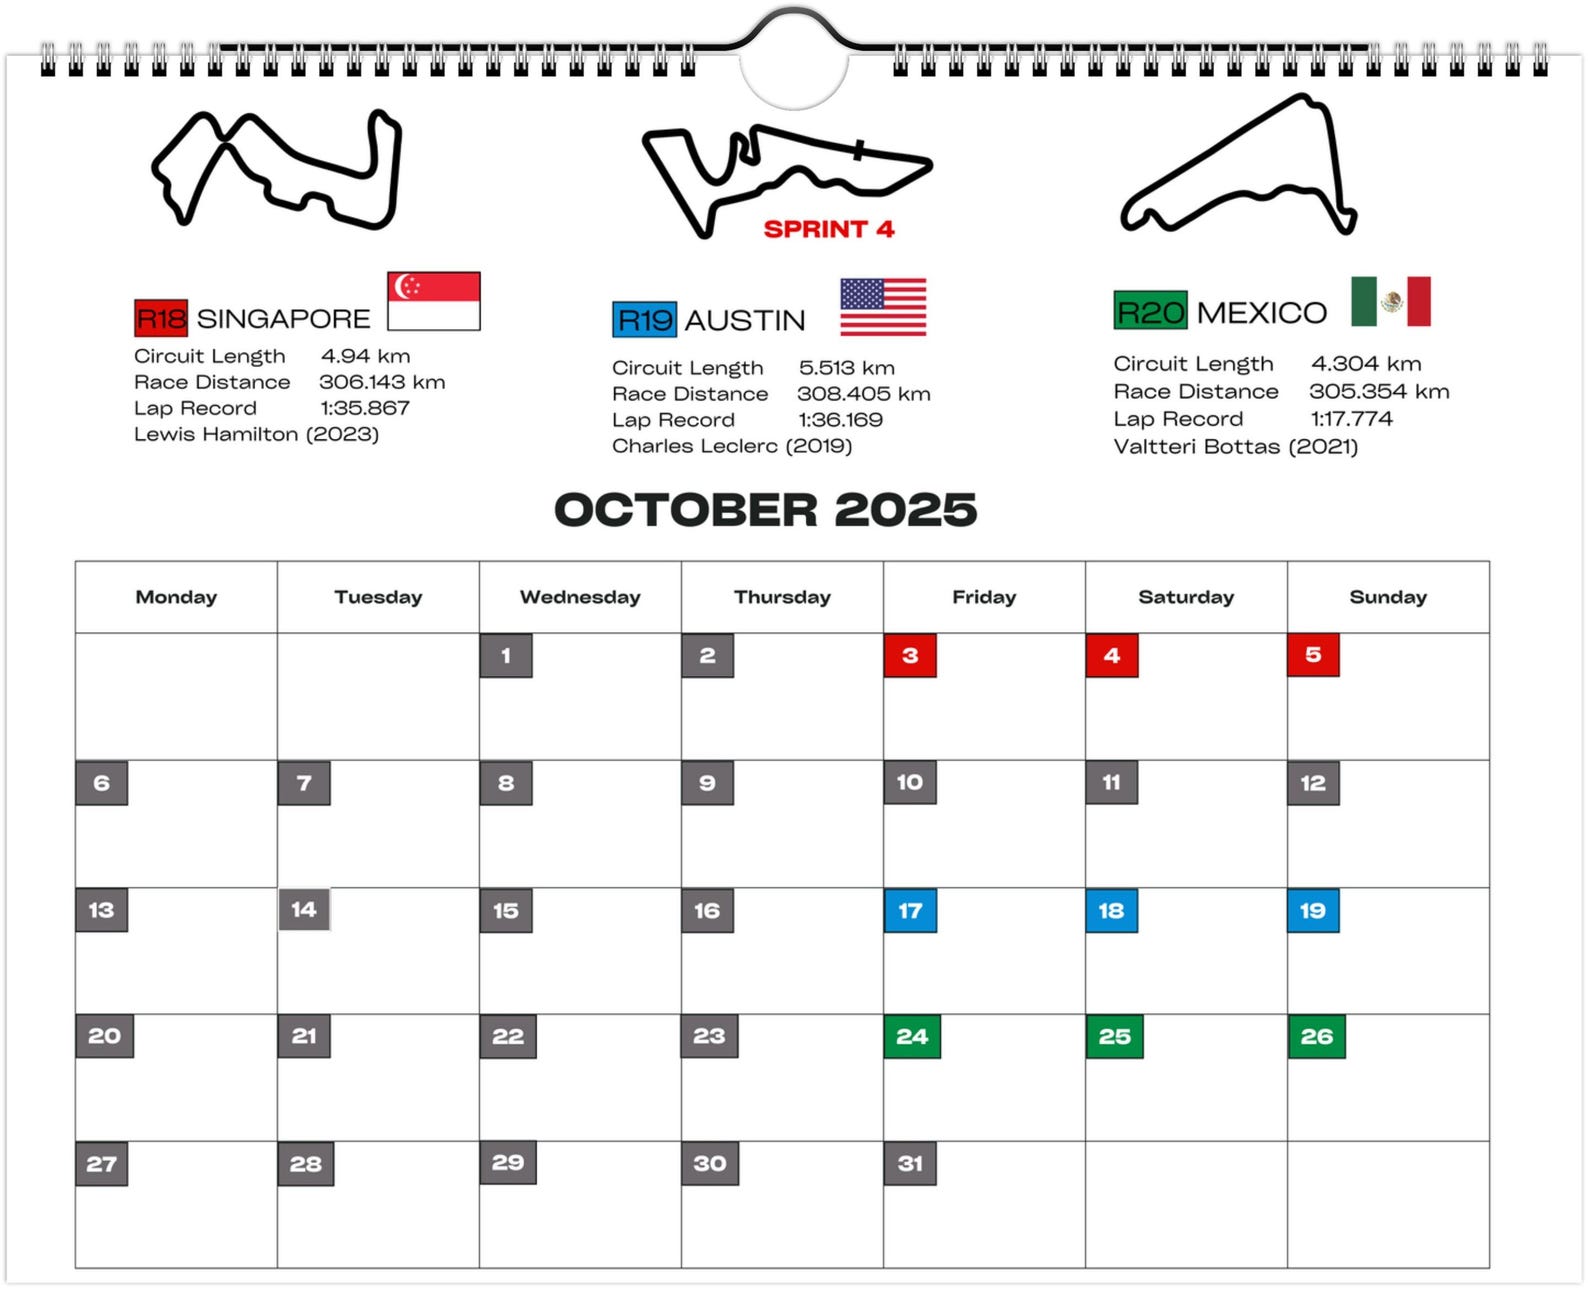 SPRINT 4
R18 SINGAPORE
Circuit Length 4.94 km
Race Distance 306.143 km
Lap Record 1:35.867
Lewis Hamilton (2023)
R19 AUSTIN
Circuit Length 5.513 km
Race Distance 308.405 km
Lap Record 1:36.169
Charles Leclerc (2019)
R20 MEXICO
Circuit Length 4.304 km
Race Distance 305.354 km
Lap Record 1:17.774
Valtteri Bottas (2021)
OCTOBER 2025
Monday Tuesday Wednesday Thursday Friday Saturday Sunday
1 2 3 4 5
6 7 8 9 10 11 12
13 14 15 16 17 18 19
20 21 22 23 24 25 26
27 28 29 30 31